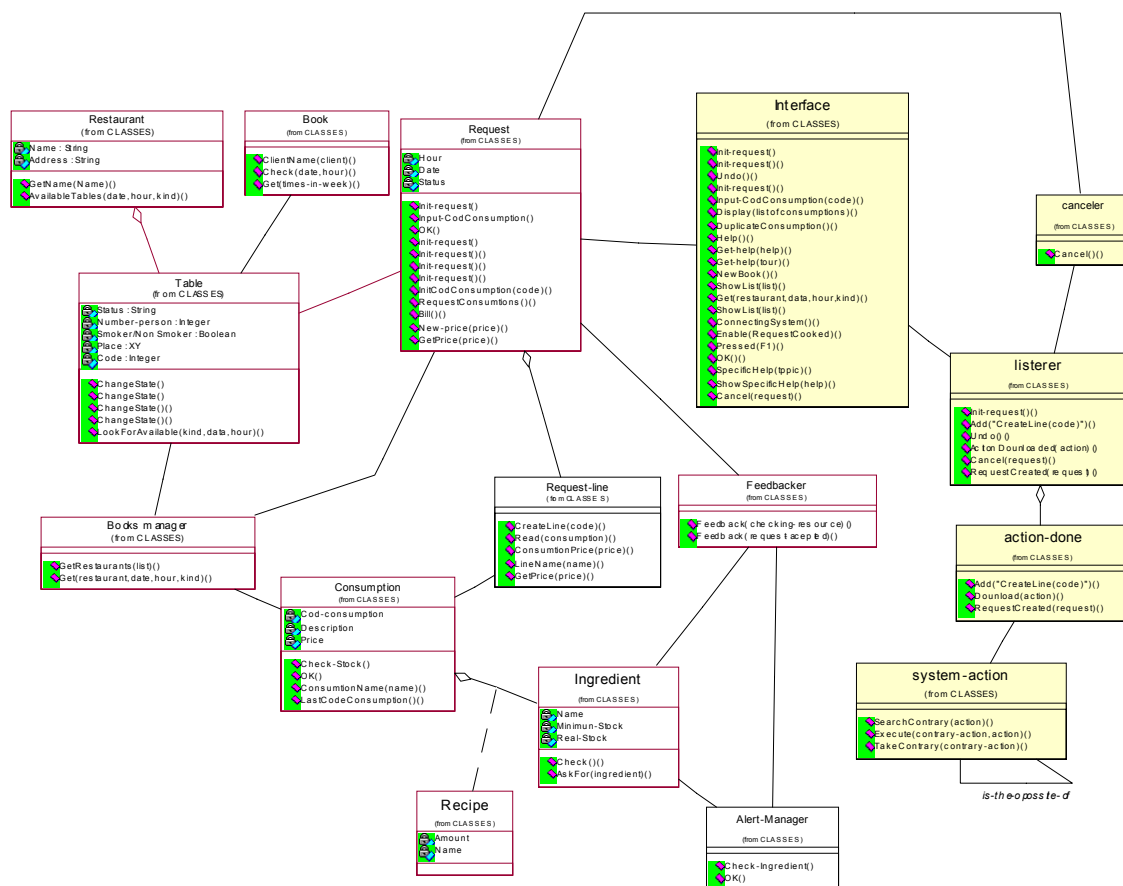 Restaurant
(from CLASSES)
Name : String
Address : String
GetName(Name)()
AvailableTables(date,hour,kind)()
Book
(from CLASSES)
ClientName(client)()
Check(date,hour)()
Get(times-in-week)()
Request
(from CLASSES)
Hour
Date
Status
Init-request()
Input-CodConsumption()
OK()
Init-request()
Init-request()()
Init-request()()
Init-request()()
InitCodConsumption(code)()
RequestConsumtions()()
Bill()()
New-price(price)()
GetPrice(price)()
Interface
(from CLASSES)
Init-request()
Init-request()()
Undo()()
Init-request()()
Input-CodConsumption(code)()
Display(listofconsumptions)()
DuplicateConsumption()()
Help()()
Get-help(help)()
Get-help(tour)()
NewBook()()
ShowList(list)()
Get(restaurant,data,hour,kind)()
ShowList(list)()
ConnectingSystem()()
Enable(RequestCooked)()
Pressed(F1)()
OK()()
SpecificHelp(tppic)()
ShowSpecificHelp(help)()
Cancel(request)()
canceler
(from CLASSES)
Cancel()()
Table
(from CLASSES)
Status : String
Number-person : Integer
Smoker/Non Smoker : Boolean
Place : XY
Code : Integer
ChangeState()
ChangeState()
ChangeState()()
ChangeState()()
LookForAvailable(kind,data,hour)()
listerer
(from CLASSES)
Init-request()()
Add("CreateLine(code)")()
Undo()()
Action Dounloaded(action)()
Cancel(request)()
RequestCreated(request)()
Request-line
(from CLASSES)
CreateLine(code)()
Read(consumption)()
ConsumtionPrice(price)()
LineName(name)()
GetPrice(price)()
Feedbacker
(from CLASSES)
Feedback(checking-resource)()
Feedback(request-acepted)()
Books manager
(from CLASSES)
GetRestaurants(list)()
Get(restaurant,date,hour,kind)()
action-done
(from CLASSES)
Add("CreateLine(code)")()
Dounload(action)()
RequestCreated(request)()
Consumption
(from CLASSES)
Cod-consumption
Description
Price
Check-Stock()
OK()
ConsumtionName(name)()
LastCodeConsumption()()
Ingredient
(from CLASSES)
Name
Minimun-Stock
Real-Stock
Check()()
AskFor(ingredient)()
system-action
(from CLASSES)
SearchContrary(action)()
Execute(contrary-action,action)()
TakeContrary(contrary-action)()
is-the-opossite-of
Recipe
(from CLASSES)
Amount
Name
Alert-Manager
(from CLASSES)
Check-Ingredient()
OK()